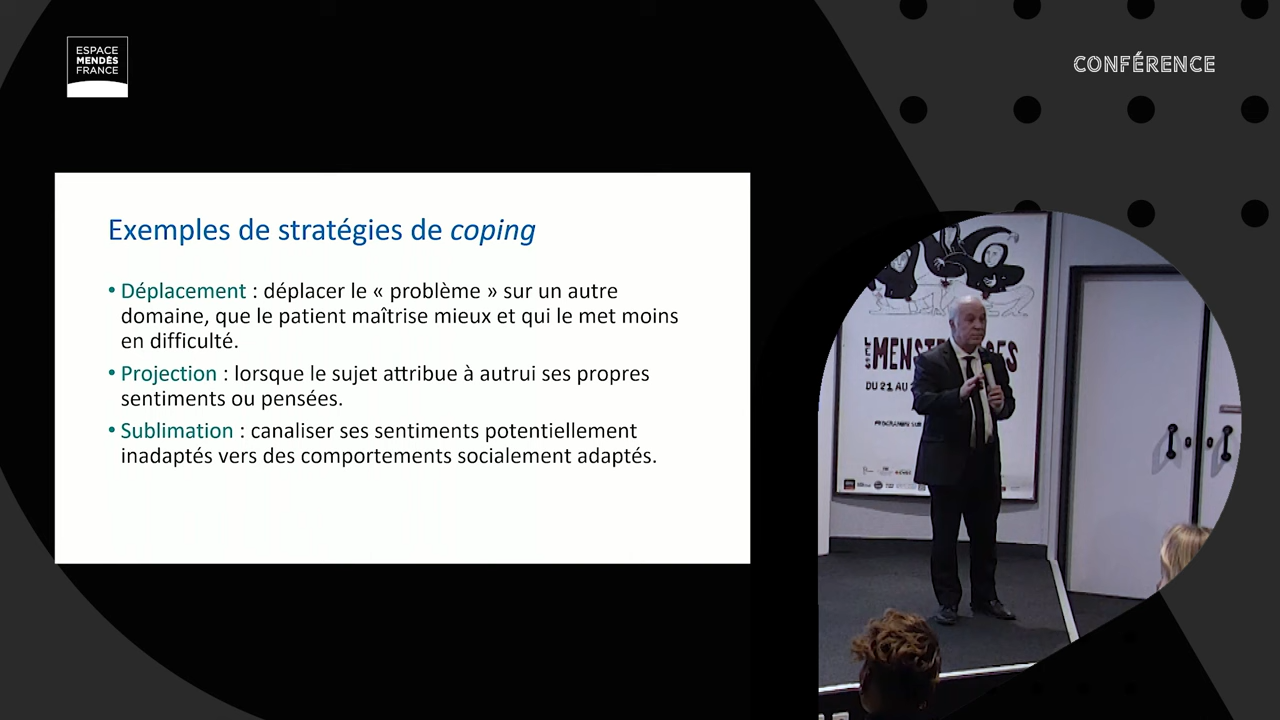 ESPACE
MENDÈS
FRANCE
CONFÉRENCE
Exemples de stratégies de coping
• Déplacement : déplacer le « problème » sur un autre
domaine, que le patient maîtrise mieux et qui le met moins
en difficulté.
• Projection : lorsque le sujet attribue à autrui ses propres
sentiments ou pensées.
• Sublimation : canaliser ses sentiments potentiellement
inadaptés vers des comportements socialement adaptés.
LES
DU 21 AU